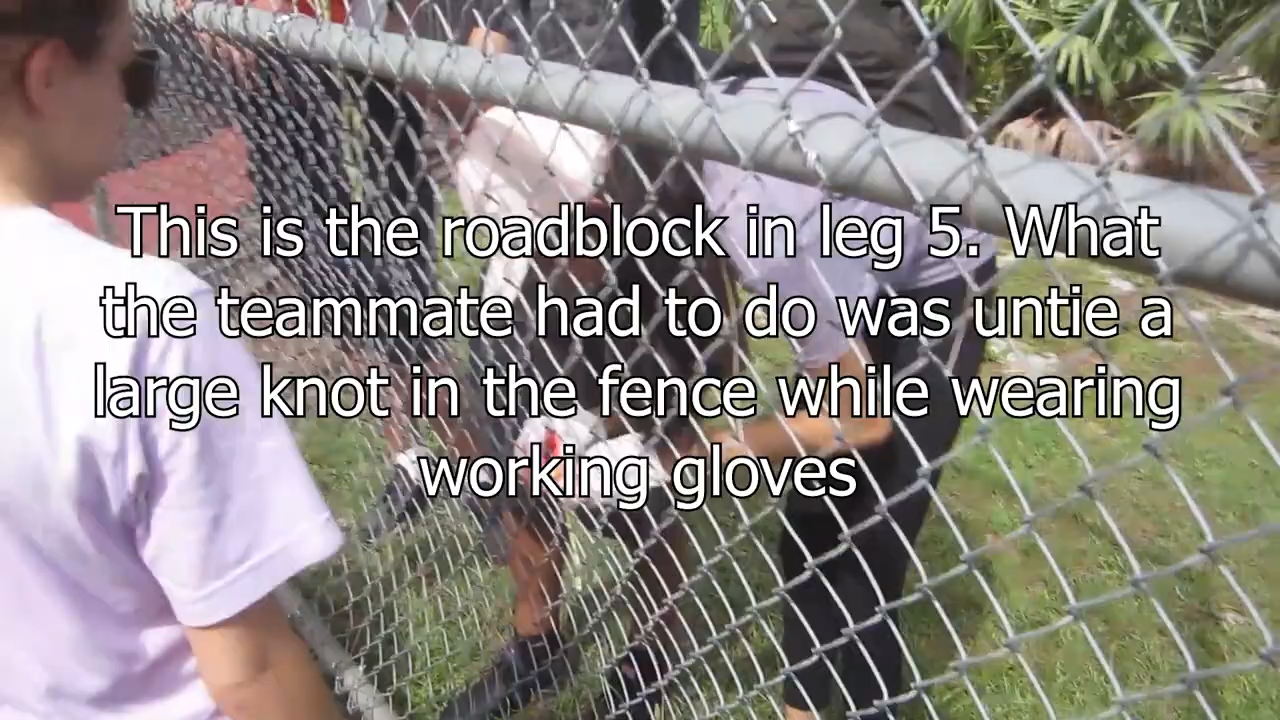 This is the roadblock in leg 5. What
the teammate had to do was untie a
large knot in the fence while wearing
working gloves